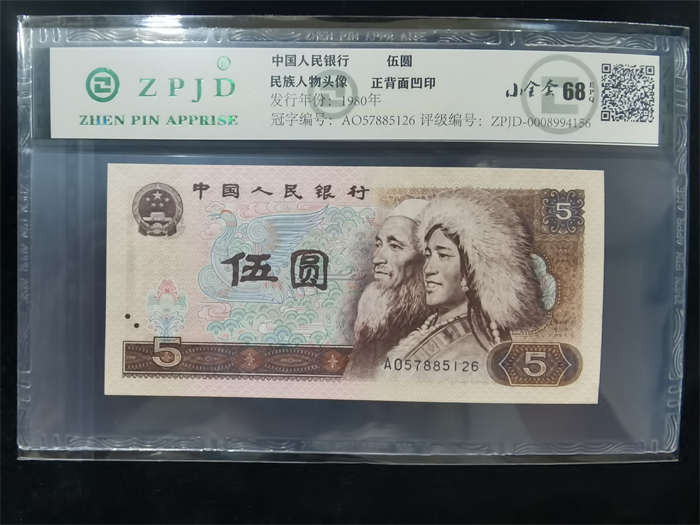 ZPJD
ZHEN PIN APPRISE
中国人民银行 伍圆
民族人物头像 正背面凹印
发行年份：1980年
冠字编号：AO57885126 评级编号：ZPJD-0008994156
小全套 68 EPQ
中国人民银行
5
伍圆
5
AO57885126
5